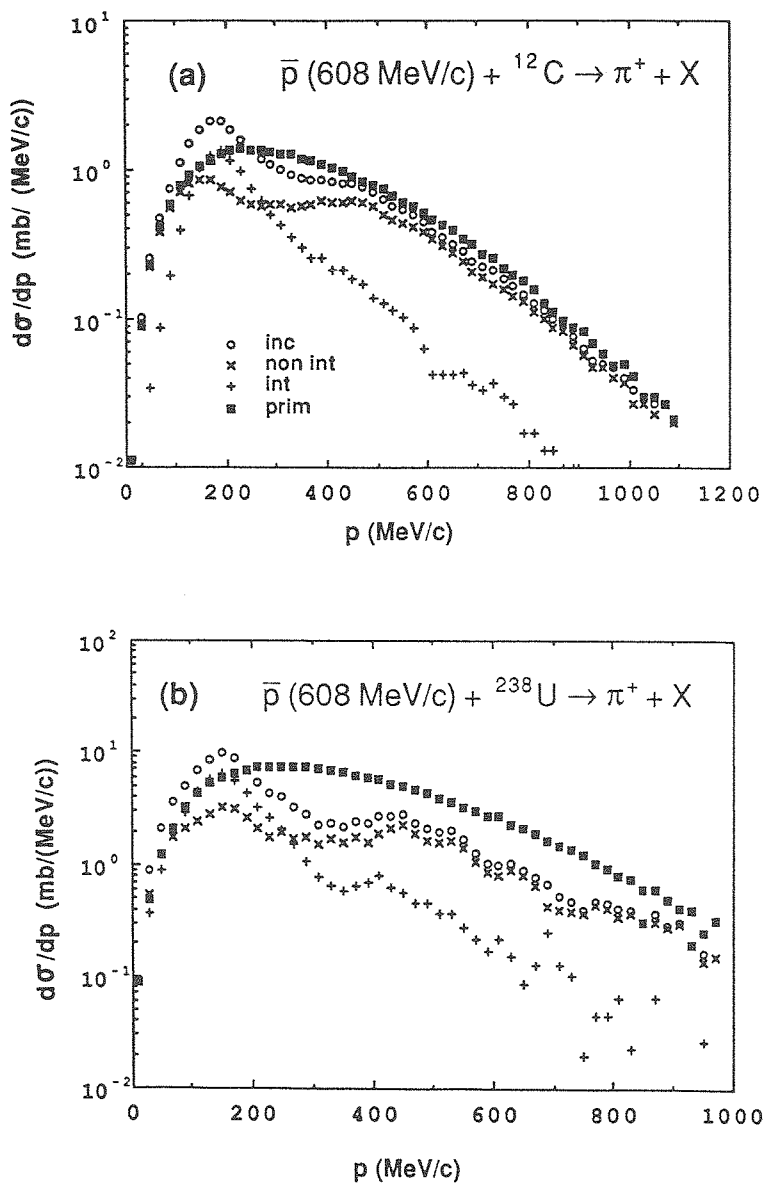 10¹
(a) p̅ (608 MeV/c) + ¹²C → π⁺ + X
10⁰
dσ/dp (mb/ (MeV/c))
10⁻¹
inc
non int
int
prim
10⁻²
0 200 400 600 800 1000 1200
p (MeV/c)
10²
(b) p̅ (608 MeV/c) + ²³⁸U → π⁺ + X
10¹
dσ/dp (mb/(MeV/c))
10⁰
10⁻¹
10⁻²
0 200 400 600 800 1000
p (MeV/c)